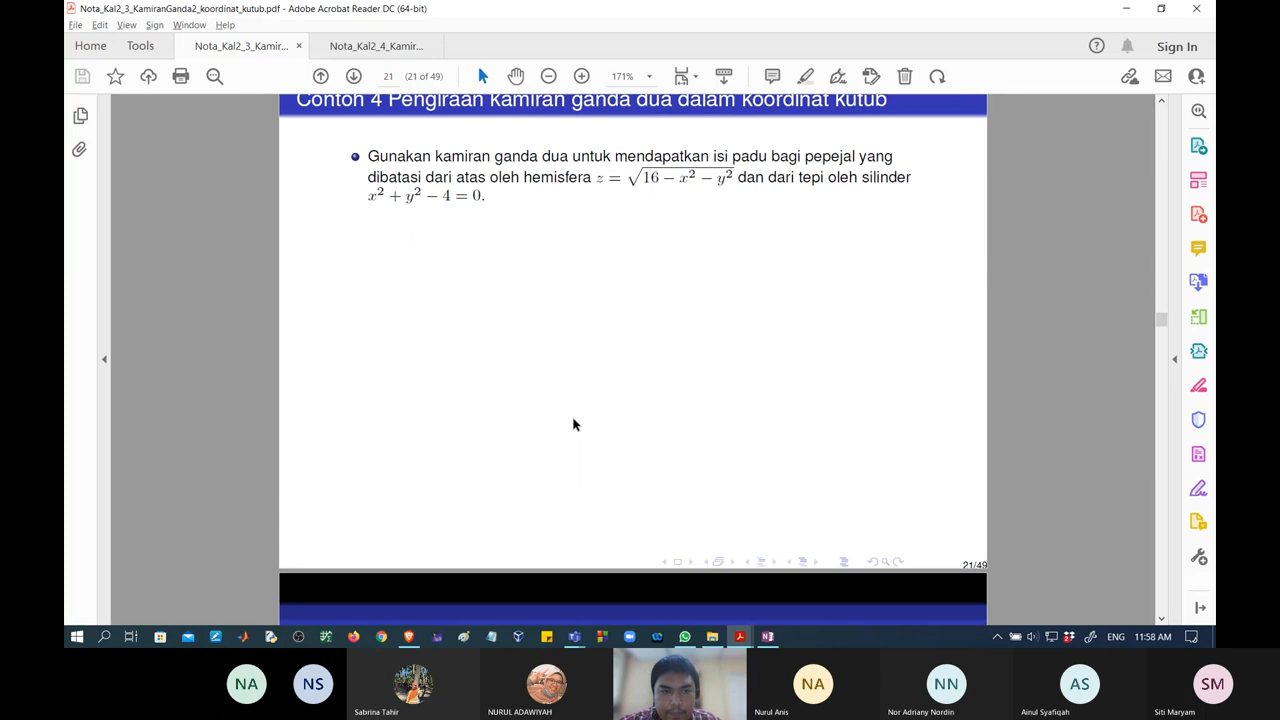 Nota_Kal2_3_KamiranGanda2_koordinat_kutub.pdf - Adobe Acrobat Reader DC (64-bit)
File Edit View Sign Window Help
Home Tools Nota_Kal2_3_Kamir... × Nota_Kal2_4_Kamir... Sign In
21 (21 of 49) 171%
Contoh 4 Pengiraan kamiran ganda dua dalam koordinat kutub
Gunakan kamiran ganda dua untuk mendapatkan isi padu bagi pepejal yang
dibatasi dari atas oleh hemisfera z = √(16 − x² − y²) dan dari tepi oleh silinder
x² + y² − 4 = 0.
21/49
ENG 11:58 AM
NA NS NA NN AS SM
Sabrina Tahir NURUL ADAWIYAH Nurul Anis Nor Adriany Nordin Ainul Syafiqah Siti Maryam